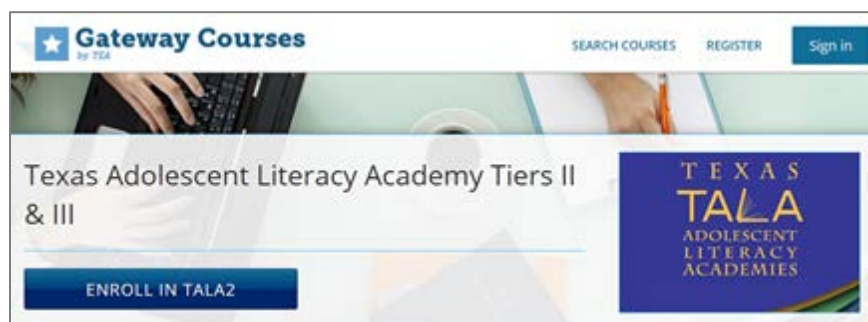 Gateway Courses
by TEA
SEARCH COURSES
REGISTER
Sign in
Texas Adolescent Literacy Academy Tiers II
& III
ENROLL IN TALA2
TEXAS
TALA
ADOLESCENT
LITERACY
ACADEMIES